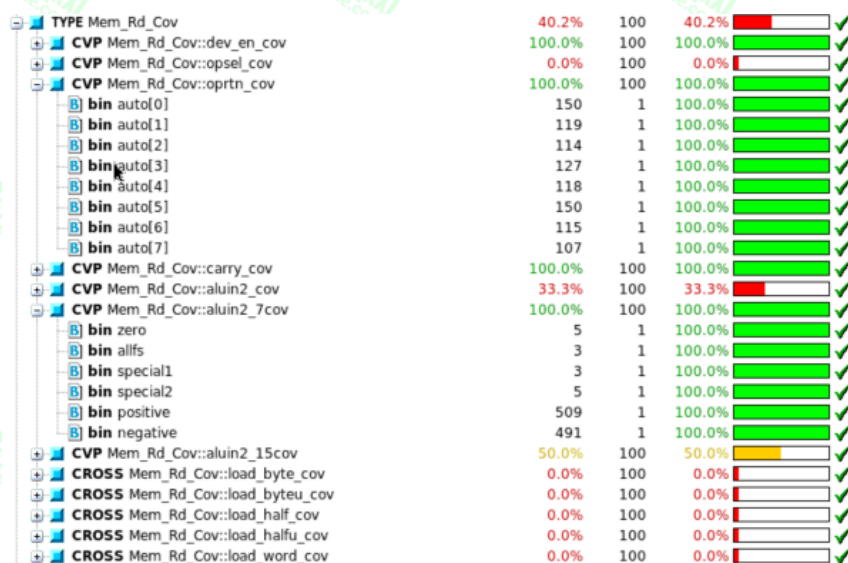 TYPE Mem_Rd_Cov 40.2% 100 40.2%
CVP Mem_Rd_Cov::dev_en_cov 100.0% 100 100.0%
CVP Mem_Rd_Cov::opsel_cov 0.0% 100 0.0%
CVP Mem_Rd_Cov::oprtn_cov 100.0% 100 100.0%
B bin auto[0] 150 1 100.0%
B bin auto[1] 119 1 100.0%
B bin auto[2] 114 1 100.0%
B bin auto[3] 127 1 100.0%
B bin auto[4] 118 1 100.0%
B bin auto[5] 150 1 100.0%
B bin auto[6] 115 1 100.0%
B bin auto[7] 107 1 100.0%
CVP Mem_Rd_Cov::carry_cov 100.0% 100 100.0%
CVP Mem_Rd_Cov::aluin2_cov 33.3% 100 33.3%
CVP Mem_Rd_Cov::aluin2_7cov 100.0% 100 100.0%
B bin zero 5 1 100.0%
B bin allfs 3 1 100.0%
B bin special1 3 1 100.0%
B bin special2 5 1 100.0%
B bin positive 509 1 100.0%
B bin negative 491 1 100.0%
CVP Mem_Rd_Cov::aluin2_15cov 50.0% 100 50.0%
CROSS Mem_Rd_Cov::load_byte_cov 0.0% 100 0.0%
CROSS Mem_Rd_Cov::load_byteu_cov 0.0% 100 0.0%
CROSS Mem_Rd_Cov::load_half_cov 0.0% 100 0.0%
CROSS Mem_Rd_Cov::load_halfu_cov 0.0% 100 0.0%
CROSS Mem_Rd_Cov::load_word_cov 0.0% 100 0.0%